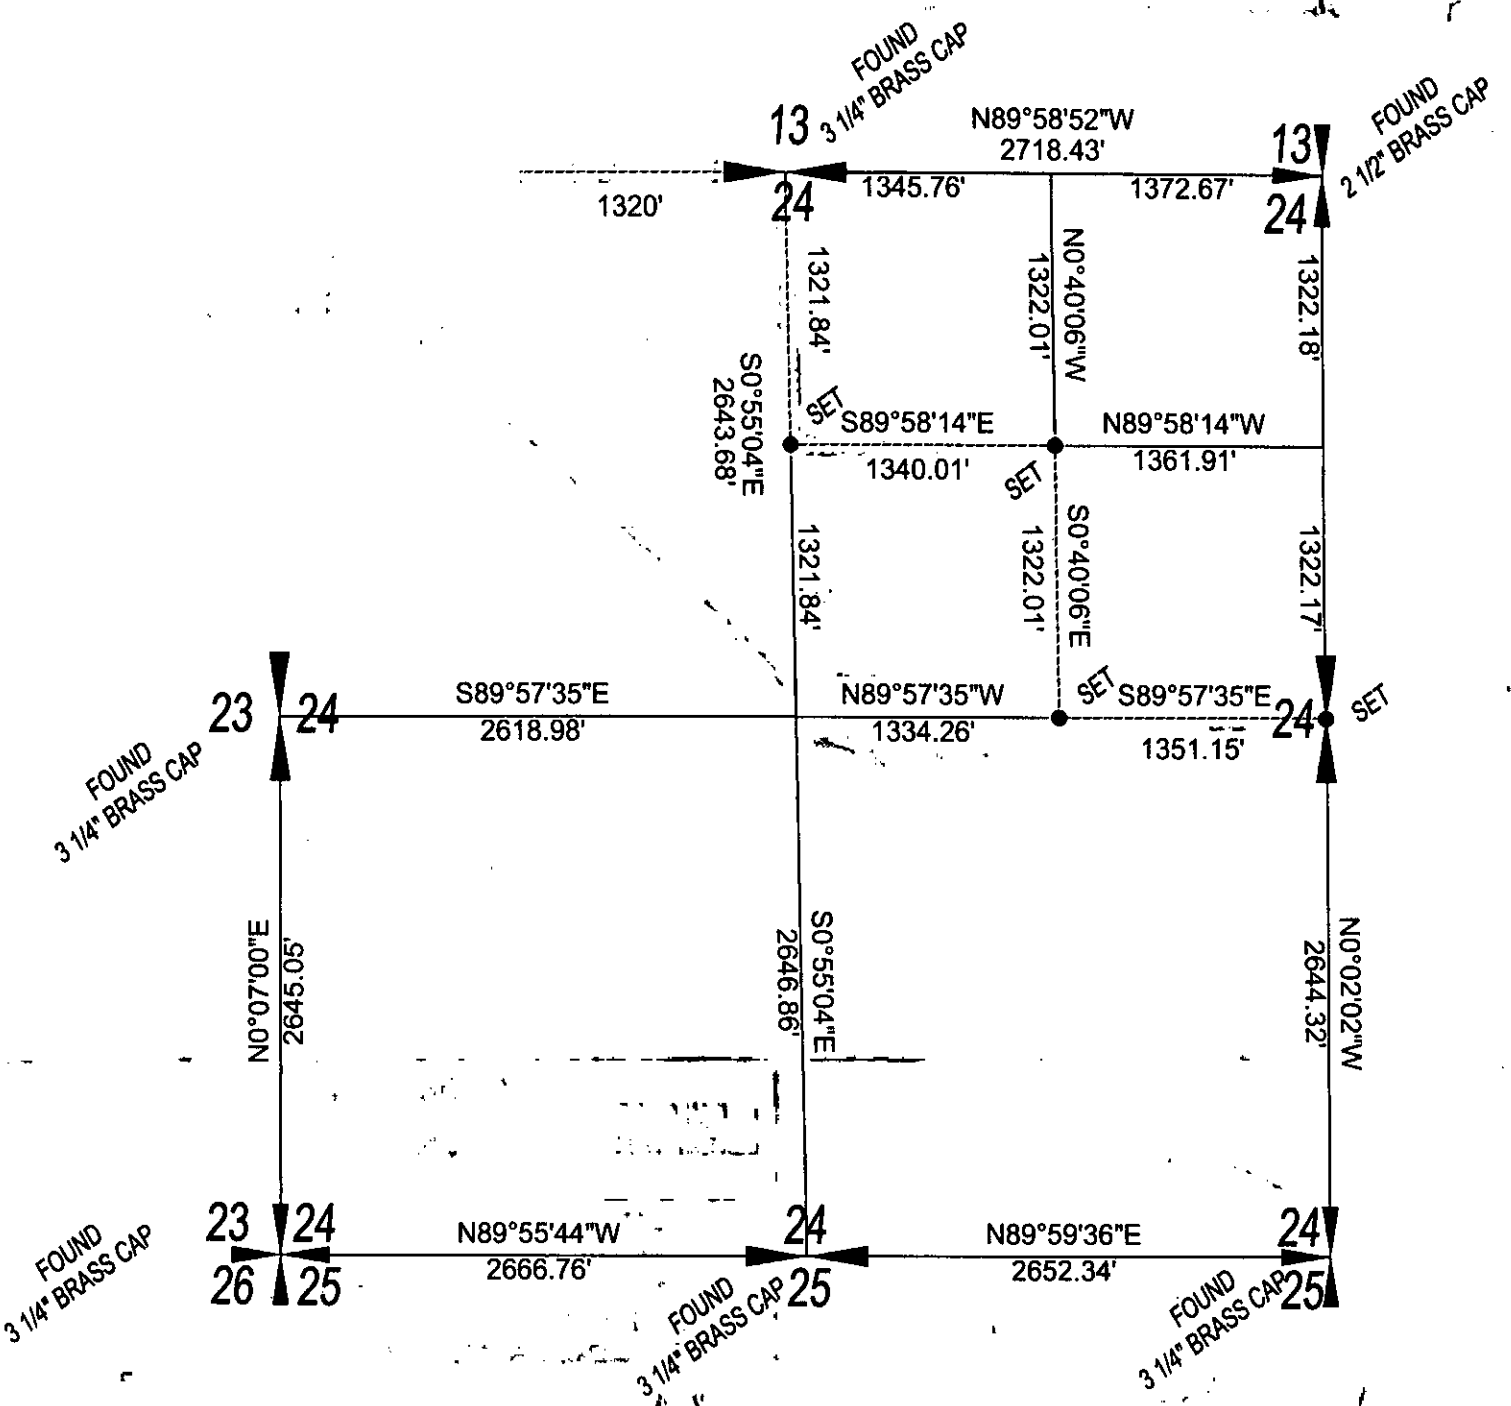 FOUND
3 1/4" BRASS CAP
FOUND
2 1/2" BRASS CAP
13
N89°58'52"W
2718.43'
13
1320'
24
1345.76'
1372.67'
24
1321.84'
N0°40'06"W
1322.01'
1322.18'
S0°55'04"E
2643.68'
SET
S89°58'14"E
1340.01'
N89°58'14"W
1361.91'
SET
1321.84'
S0°40'06"E
1322.01'
1322.17'
23
24
S89°57'35"E
2618.98'
N89°57'35"W
1334.26'
SET
S89°57'35"E
1351.15'
24
SET
FOUND
3 1/4" BRASS CAP
N0°07'00"E
2645.05'
S0°55'04"E
2646.86'
N0°02'02"W
2644.32'
23
24
N89°55'44"W
2666.76'
24
N89°59'36"E
2652.34'
24
26
25
25
25
FOUND
3 1/4" BRASS CAP
FOUND
3 1/4" BRASS CAP
FOUND
3 1/4" BRASS CAP